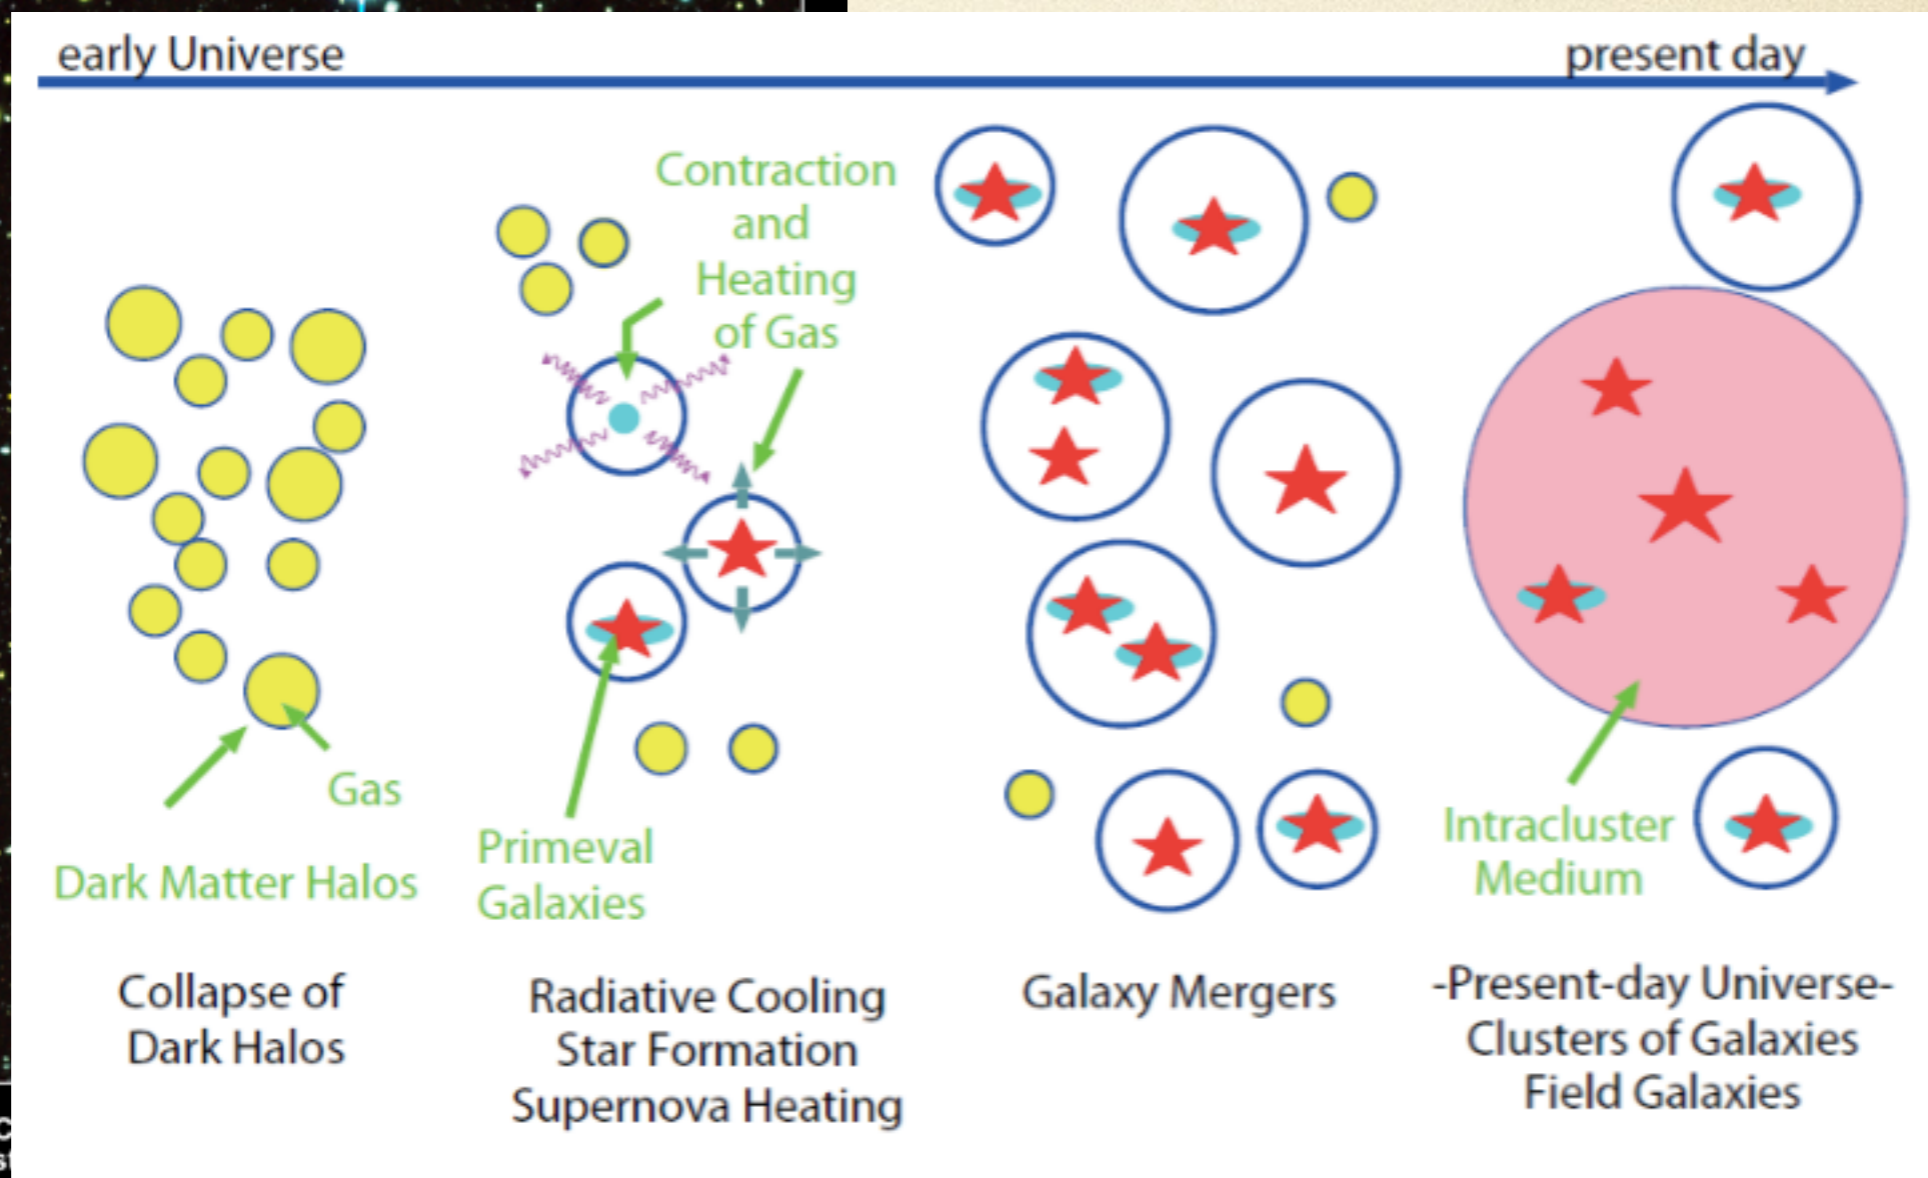 early Universe
present day
Contraction
and
Heating
of Gas
Gas
Dark Matter Halos
Primeval
Galaxies
Intracluster
Medium
Collapse of
Dark Halos
Radiative Cooling
Star Formation
Supernova Heating
Galaxy Mergers
-Present-day Universe-
Clusters of Galaxies
Field Galaxies